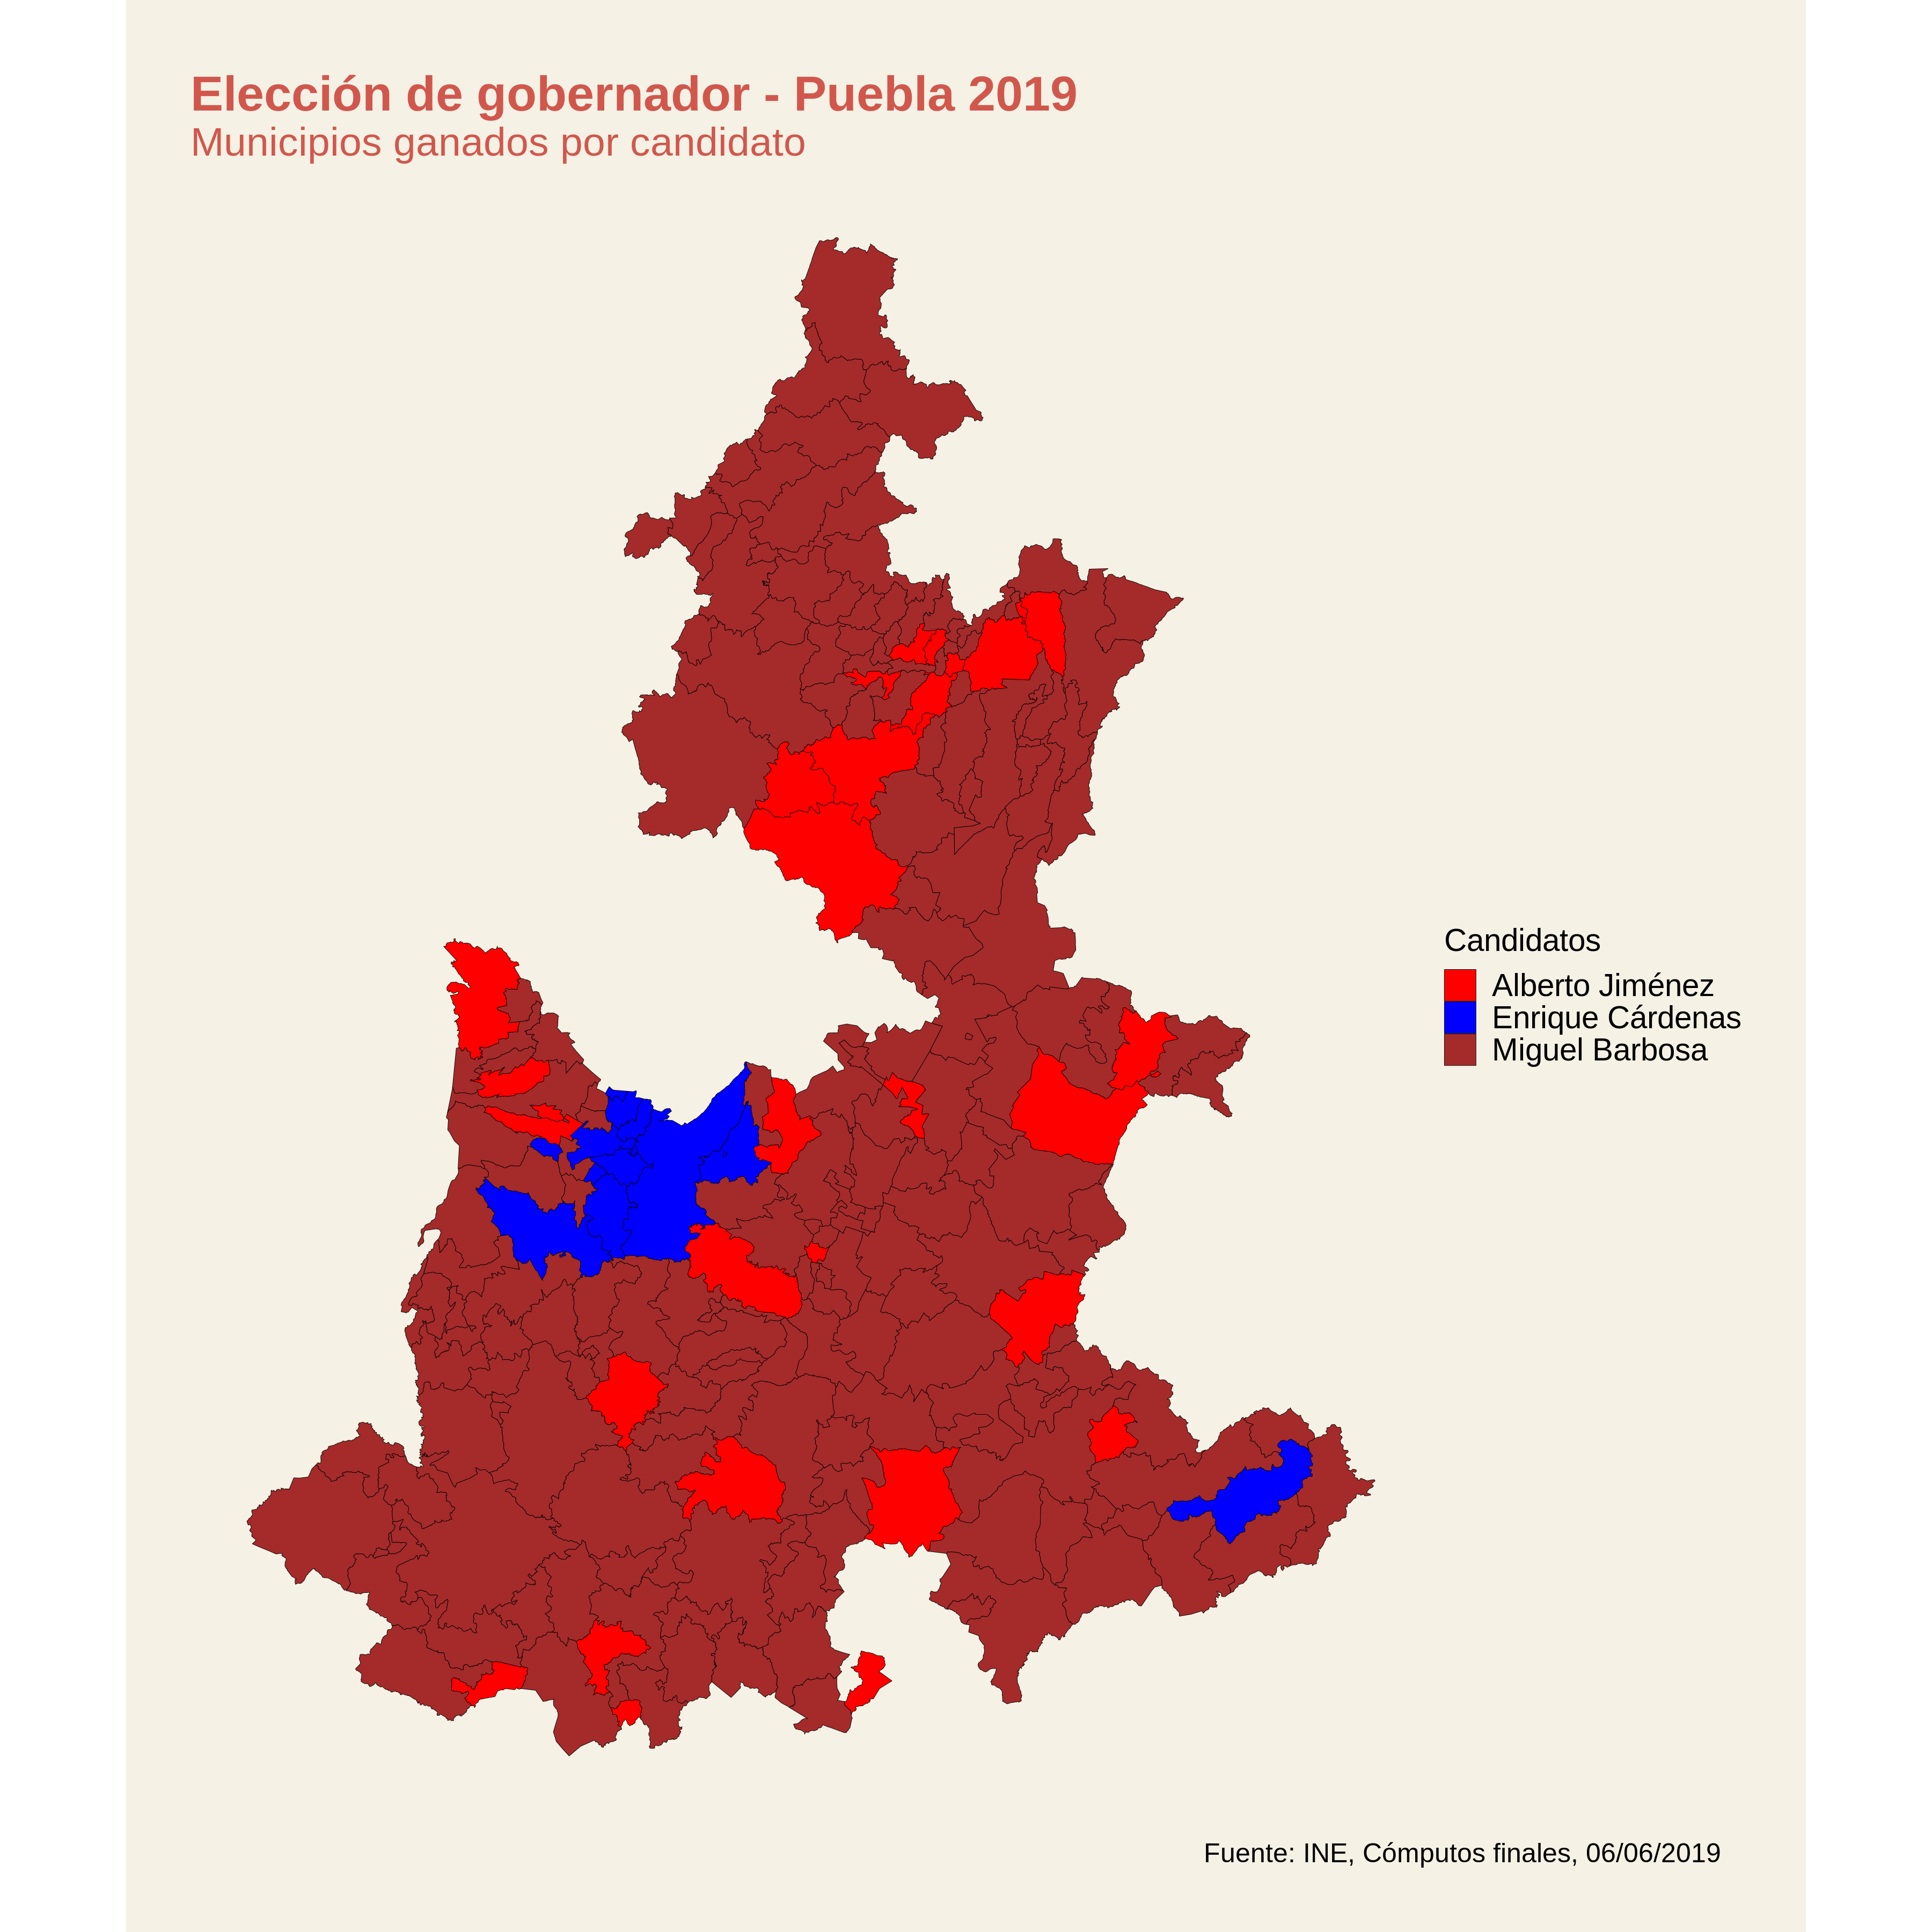 Elección de gobernador - Puebla 2019
Municipios ganados por candidato
Candidatos
Alberto Jiménez
Enrique Cárdenas
Miguel Barbosa
Fuente: INE, Cómputos finales, 06/06/2019